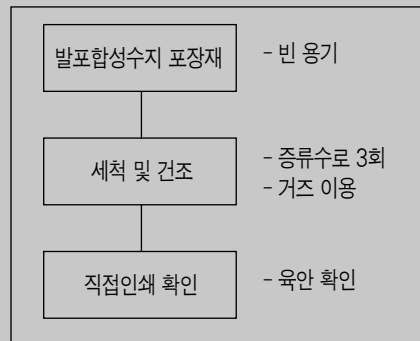 발포합성수지 포장재
- 빈 용기
세척 및 건조
- 증류수로 3회
- 거즈 이용
직접인쇄 확인
- 육안 확인